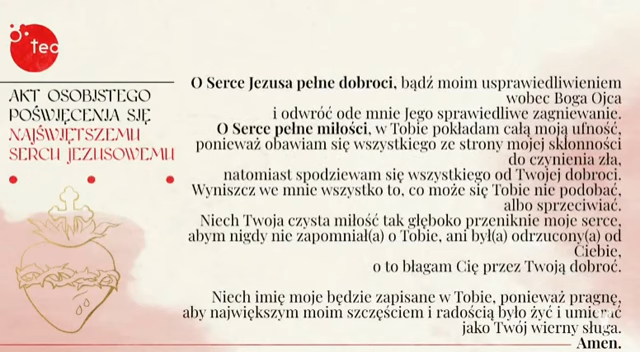 teo
AKT OSOBISTEGO
POŚWIĘCENIA SIĘ
NAJŚWIĘTSZEMU
SERCU JEZUSOWEMU
O Serce Jezusa pełne dobroci, bądź moim usprawiedliwieniem
wobec Boga Ojca
i odwróć ode mnie Jego sprawiedliwe zagniewanie.
O Serce pełne miłości, w Tobie pokładam całą moją ufność,
ponieważ obawiam się wszystkiego ze strony mojej skłonności
do czynienia zła,
natomiast spodziewam się wszystkiego od Twojej dobroci.
Wyniszcz we mnie wszystko to, co może się Tobie nie podobać,
albo sprzeciwiać.
Niech Twoja czysta miłość tak głęboko przeniknie moje serce,
abym nigdy nie zapomniał(a) o Tobie, ani był(a) odrzucony(a) od
Ciebie,
o to błagam Cię przez Twoją dobroć.
Niech imię moje będzie zapisane w Tobie, ponieważ pragnę,
aby największym moim szczęściem i radością było żyć i umierać
jako Twój wierny sługa.
Amen.